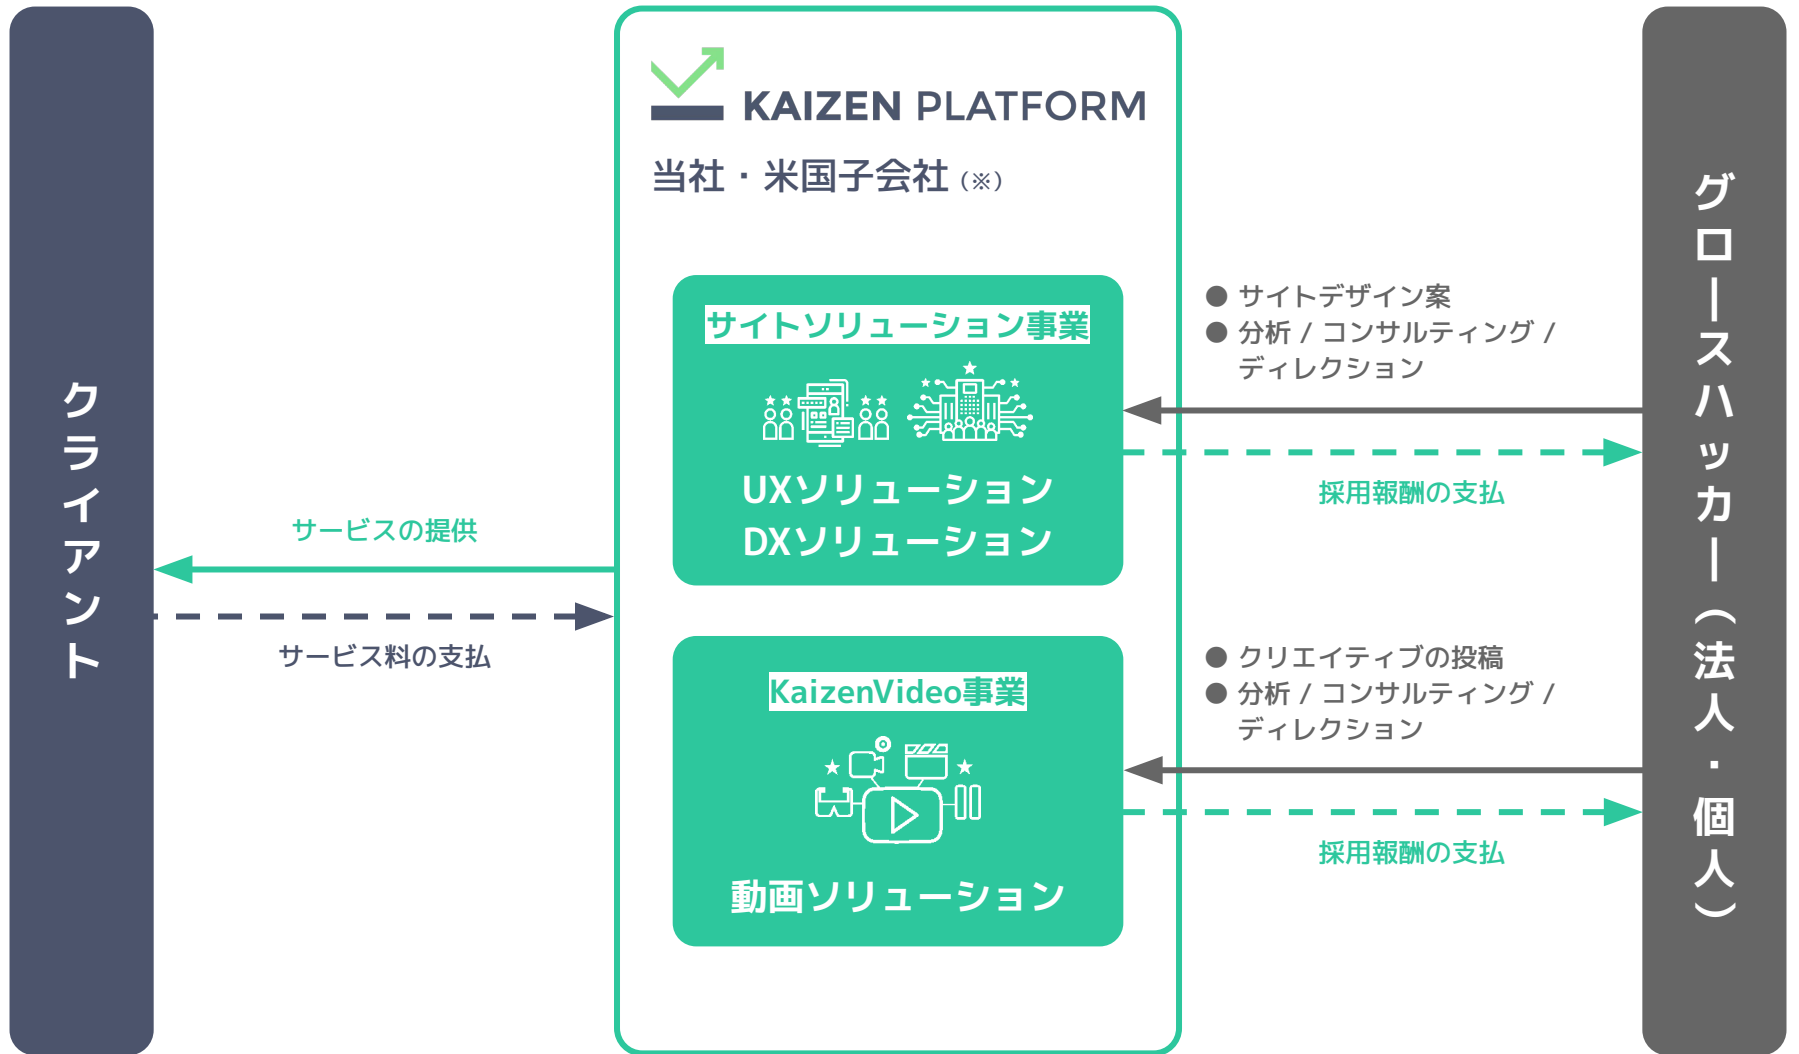 クライアント
サービスの提供
サービス料の支払
KAIZEN PLATFORM
当社・米国子会社（※）
サイトソリューション事業
UXソリューション
DXソリューション
KaizenVideo事業
動画ソリューション
● サイトデザイン案
● 分析 / コンサルティング /
ディレクション
採用報酬の支払
● クリエイティブの投稿
● 分析 / コンサルティング /
ディレクション
採用報酬の支払
グロースハッカー（法人・個人）